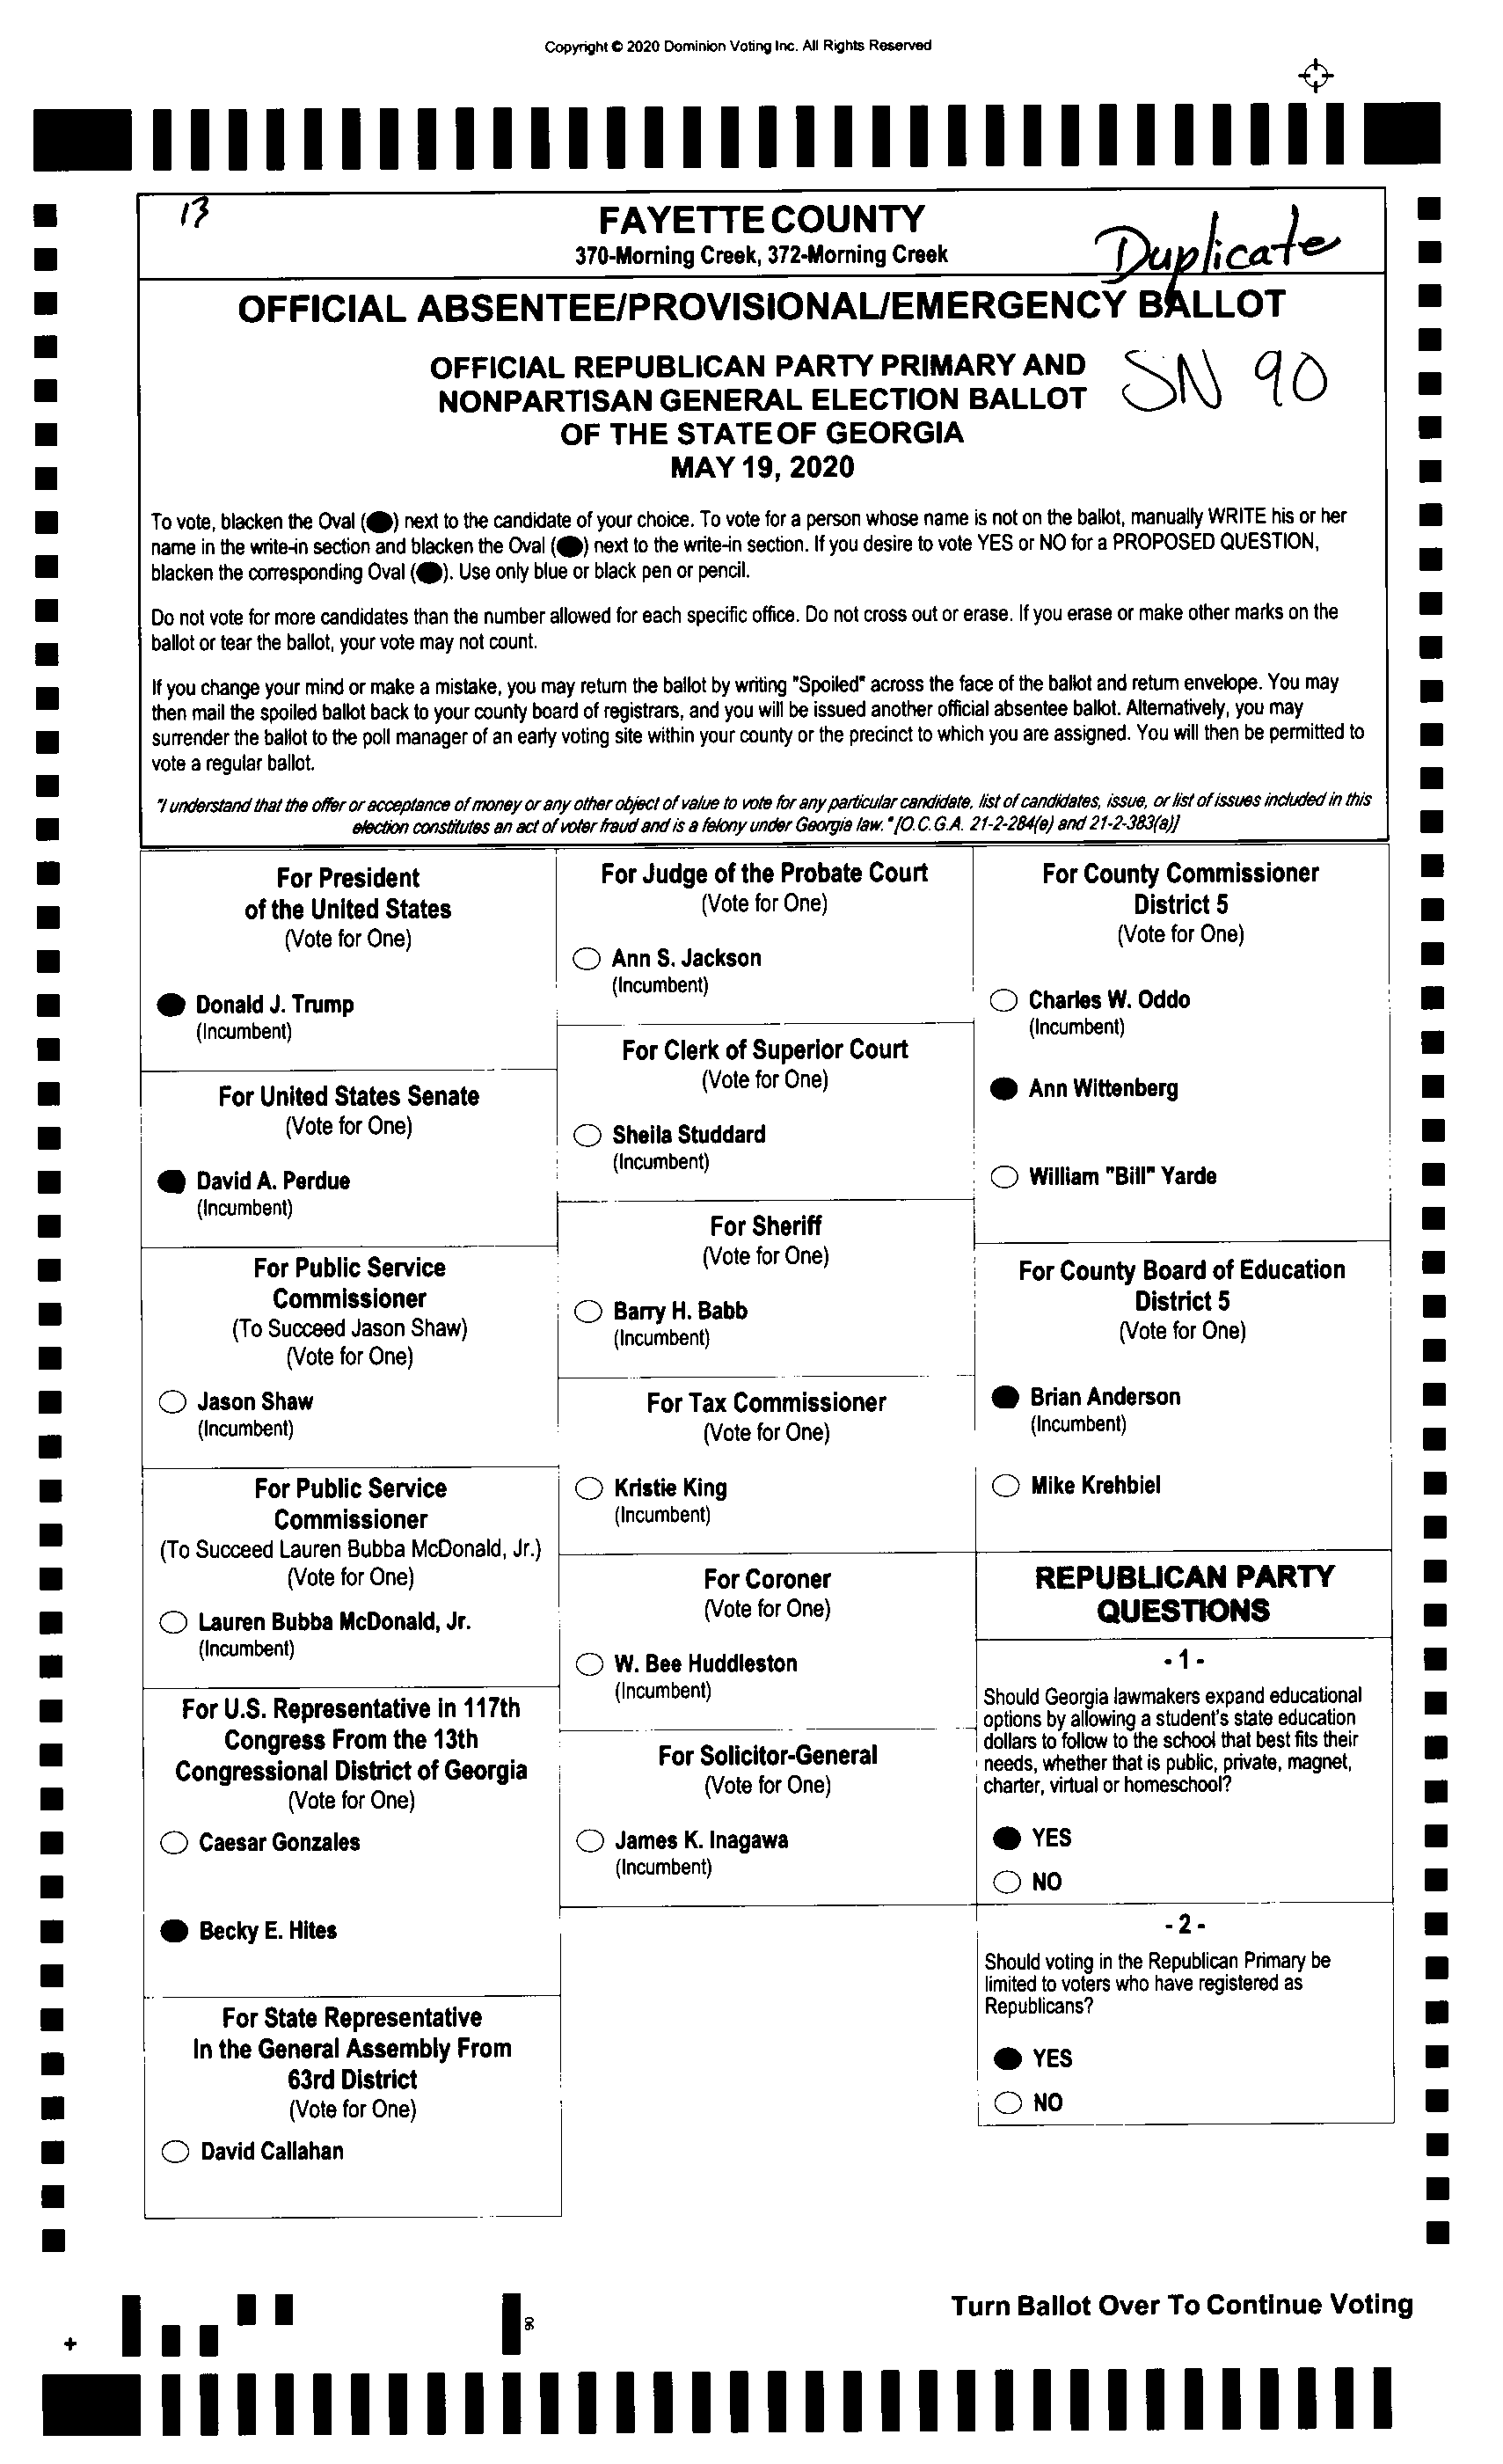 Copyright © 2020 Dominion Voting Inc. All Rights Reserved
13
FAYETTE COUNTY
370-Morning Creek, 372-Morning Creek
Duplicate
OFFICIAL ABSENTEE/PROVISIONAL/EMERGENCY BALLOT
OFFICIAL REPUBLICAN PARTY PRIMARY AND
NONPARTISAN GENERAL ELECTION BALLOT
OF THE STATE OF GEORGIA
MAY 19, 2020
SN 90
To vote, blacken the Oval (●) next to the candidate of your choice. To vote for a person whose name is not on the ballot, manually WRITE his or her
name in the write-in section and blacken the Oval (●) next to the write-in section. If you desire to vote YES or NO for a PROPOSED QUESTION,
blacken the corresponding Oval (●). Use only blue or black pen or pencil.
Do not vote for more candidates than the number allowed for each specific office. Do not cross out or erase. If you erase or make other marks on the
ballot or tear the ballot, your vote may not count.
If you change your mind or make a mistake, you may return the ballot by writing "Spoiled" across the face of the ballot and return envelope. You may
then mail the spoiled ballot back to your county board of registrars, and you will be issued another official absentee ballot. Alternatively, you may
surrender the ballot to the poll manager of an early voting site within your county or the precinct to which you are assigned. You will then be permitted to
vote a regular ballot.
"I understand that the offer or acceptance of money or any other object of value to vote for any particular candidate, list of candidates, issue, or list of issues included in this
election constitutes an act of voter fraud and is a felony under Georgia law." [O.C.G.A. 21-2-284(e) and 21-2-383(a)]
For President
of the United States
(Vote for One)
Donald J. Trump
(Incumbent)
For United States Senate
(Vote for One)
David A. Perdue
(Incumbent)
For Public Service
Commissioner
(To Succeed Jason Shaw)
(Vote for One)
Jason Shaw
(Incumbent)
For Public Service
Commissioner
(To Succeed Lauren Bubba McDonald, Jr.)
(Vote for One)
Lauren Bubba McDonald, Jr.
(Incumbent)
For U.S. Representative in 117th
Congress From the 13th
Congressional District of Georgia
(Vote for One)
Caesar Gonzales
Becky E. Hites
For State Representative
In the General Assembly From
63rd District
(Vote for One)
David Callahan
For Judge of the Probate Court
(Vote for One)
Ann S. Jackson
(Incumbent)
For Clerk of Superior Court
(Vote for One)
Sheila Studdard
(Incumbent)
For Sheriff
(Vote for One)
Barry H. Babb
(Incumbent)
For Tax Commissioner
(Vote for One)
Kristie King
(Incumbent)
For Coroner
(Vote for One)
W. Bee Huddleston
(Incumbent)
For Solicitor-General
(Vote for One)
James K. Inagawa
(Incumbent)
For County Commissioner
District 5
(Vote for One)
Charles W. Oddo
(Incumbent)
Ann Wittenberg
William "Bill" Yarde
For County Board of Education
District 5
(Vote for One)
Brian Anderson
(Incumbent)
Mike Krehbiel
REPUBLICAN PARTY
QUESTIONS
- 1 -
Should Georgia lawmakers expand educational
options by allowing a student's state education
dollars to follow to the school that best fits their
needs, whether that is public, private, magnet,
charter, virtual or homeschool?
YES
NO
- 2 -
Should voting in the Republican Primary be
limited to voters who have registered as
Republicans?
YES
NO
Turn Ballot Over To Continue Voting
+